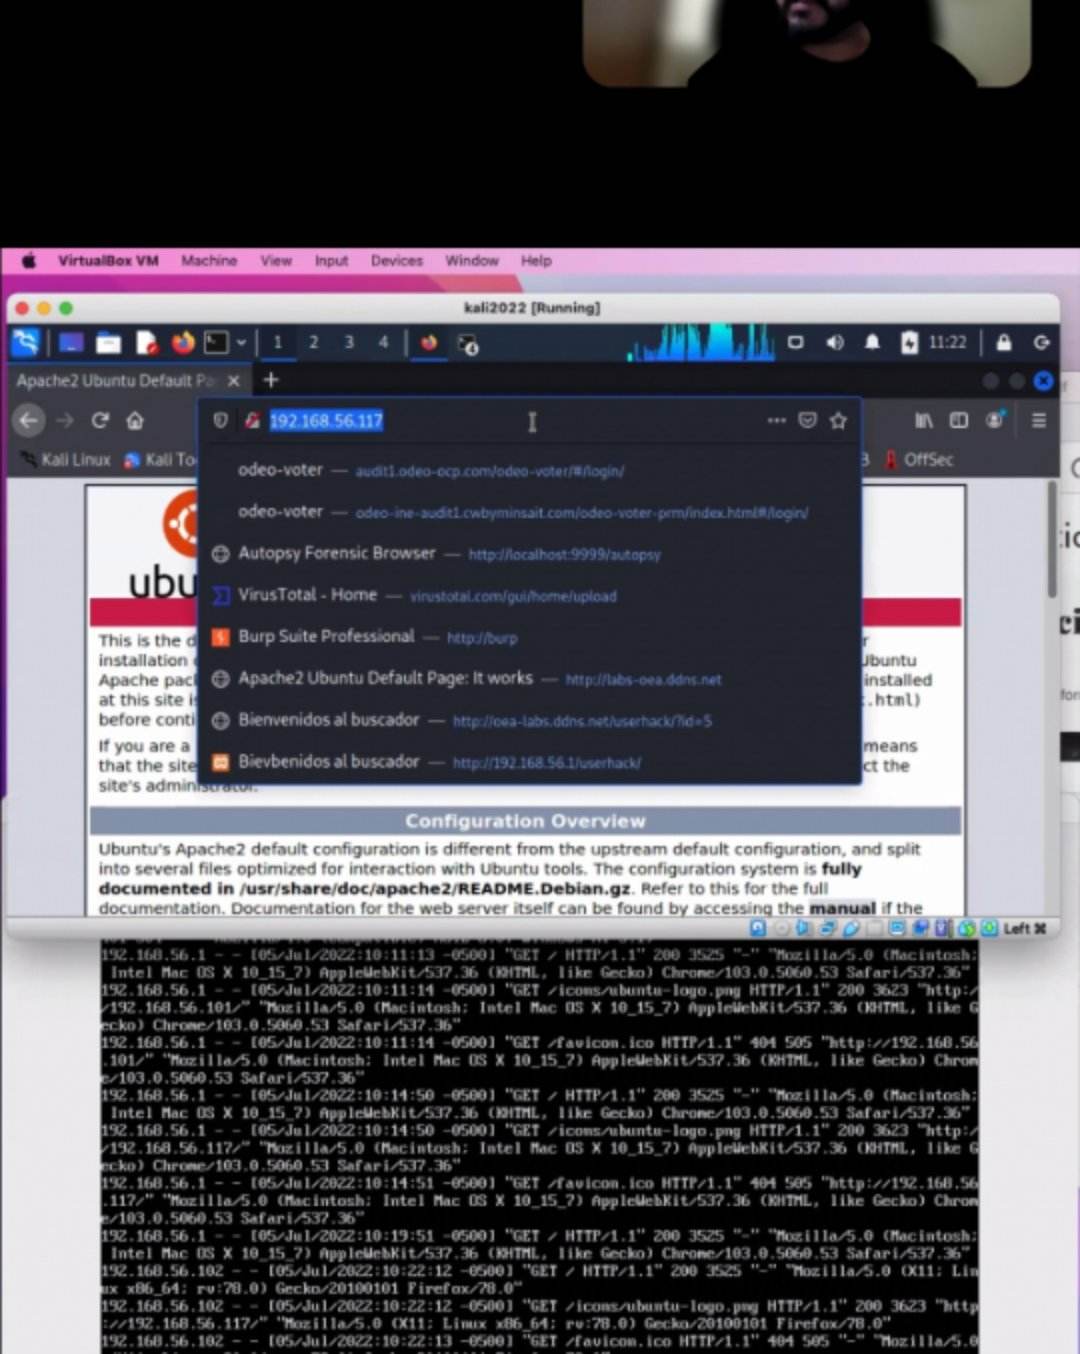 VirtualBox VM Machine View Input Devices Window Help
kali2022 [Running]
1 2 3 4 11:22
Apache2 Ubuntu Default Pa
192.168.56.117
Kali Linux Kali To OffSec
odeo-voter — audit1.odeo-ocp.com/odeo-voter/#/login/
odeo-voter — odeo-ine-audit1.cwbyminsait.com/odeo-voter-prm/index.html#/login/
Autopsy Forensic Browser — http://localhost:9999/autopsy
VirusTotal - Home — virustotal.com/gui/home/upload
Burp Suite Professional — http://burp
Apache2 Ubuntu Default Page: It works — http://labs-oea.ddns.net
Bienvenidos al buscador — http://oea-labs.ddns.net/userhack/?id=5
Bievbenidos al buscador — http://192.168.56.1/userhack/
ubu
This is the d r
installation Ubuntu
Apache pac installed
at this site i .html)
before conti
If you are a means
that the site ct the
site's administrator.
Configuration Overview
Ubuntu's Apache2 default configuration is different from the upstream default configuration, and split
into several files optimized for interaction with Ubuntu tools. The configuration system is fully
documented in /usr/share/doc/apache2/README.Debian.gz. Refer to this for the full
documentation. Documentation for the web server itself can be found by accessing the manual if the
Left ⌘
192.168.56.1 - - [05/Jul/2022:10:11:13 -0500] "GET / HTTP/1.1" 200 3525 "-" "Mozilla/5.0 (Macintosh;
Intel Mac OS X 10_15_7) AppleWebKit/537.36 (KHTML, like Gecko) Chrome/103.0.5060.53 Safari/537.36"
192.168.56.1 - - [05/Jul/2022:10:11:14 -0500] "GET /icons/ubuntu-logo.png HTTP/1.1" 200 3623 "http:/
/192.168.56.101/" "Mozilla/5.0 (Macintosh; Intel Mac OS X 10_15_7) AppleWebKit/537.36 (KHTML, like G
ecko) Chrome/103.0.5060.53 Safari/537.36"
192.168.56.1 - - [05/Jul/2022:10:11:14 -0500] "GET /favicon.ico HTTP/1.1" 404 505 "http://192.168.56
.101/" "Mozilla/5.0 (Macintosh; Intel Mac OS X 10_15_7) AppleWebKit/537.36 (KHTML, like Gecko) Chrom
e/103.0.5060.53 Safari/537.36"
192.168.56.1 - - [05/Jul/2022:10:14:50 -0500] "GET / HTTP/1.1" 200 3525 "-" "Mozilla/5.0 (Macintosh;
Intel Mac OS X 10_15_7) AppleWebKit/537.36 (KHTML, like Gecko) Chrome/103.0.5060.53 Safari/537.36"
192.168.56.1 - - [05/Jul/2022:10:14:50 -0500] "GET /icons/ubuntu-logo.png HTTP/1.1" 200 3623 "http:/
/192.168.56.117/" "Mozilla/5.0 (Macintosh; Intel Mac OS X 10_15_7) AppleWebKit/537.36 (KHTML, like G
ecko) Chrome/103.0.5060.53 Safari/537.36"
192.168.56.1 - - [05/Jul/2022:10:14:51 -0500] "GET /favicon.ico HTTP/1.1" 404 505 "http://192.168.56
.117/" "Mozilla/5.0 (Macintosh; Intel Mac OS X 10_15_7) AppleWebKit/537.36 (KHTML, like Gecko) Chrom
e/103.0.5060.53 Safari/537.36"
192.168.56.1 - - [05/Jul/2022:10:19:51 -0500] "GET / HTTP/1.1" 200 3525 "-" "Mozilla/5.0 (Macintosh;
Intel Mac OS X 10_15_7) AppleWebKit/537.36 (KHTML, like Gecko) Chrome/103.0.5060.53 Safari/537.36"
192.168.56.102 - - [05/Jul/2022:10:22:12 -0500] "GET / HTTP/1.1" 200 3525 "-" "Mozilla/5.0 (X11; Lin
ux x86_64; rv:78.0) Gecko/20100101 Firefox/78.0"
192.168.56.102 - - [05/Jul/2022:10:22:12 -0500] "GET /icons/ubuntu-logo.png HTTP/1.1" 200 3623 "http
://192.168.56.117/" "Mozilla/5.0 (X11; Linux x86_64; rv:78.0) Gecko/20100101 Firefox/78.0"
192.168.56.102 - - [05/Jul/2022:10:22:13 -0500] "GET /favicon.ico HTTP/1.1" 404 505 "-" "Mozilla/5.0